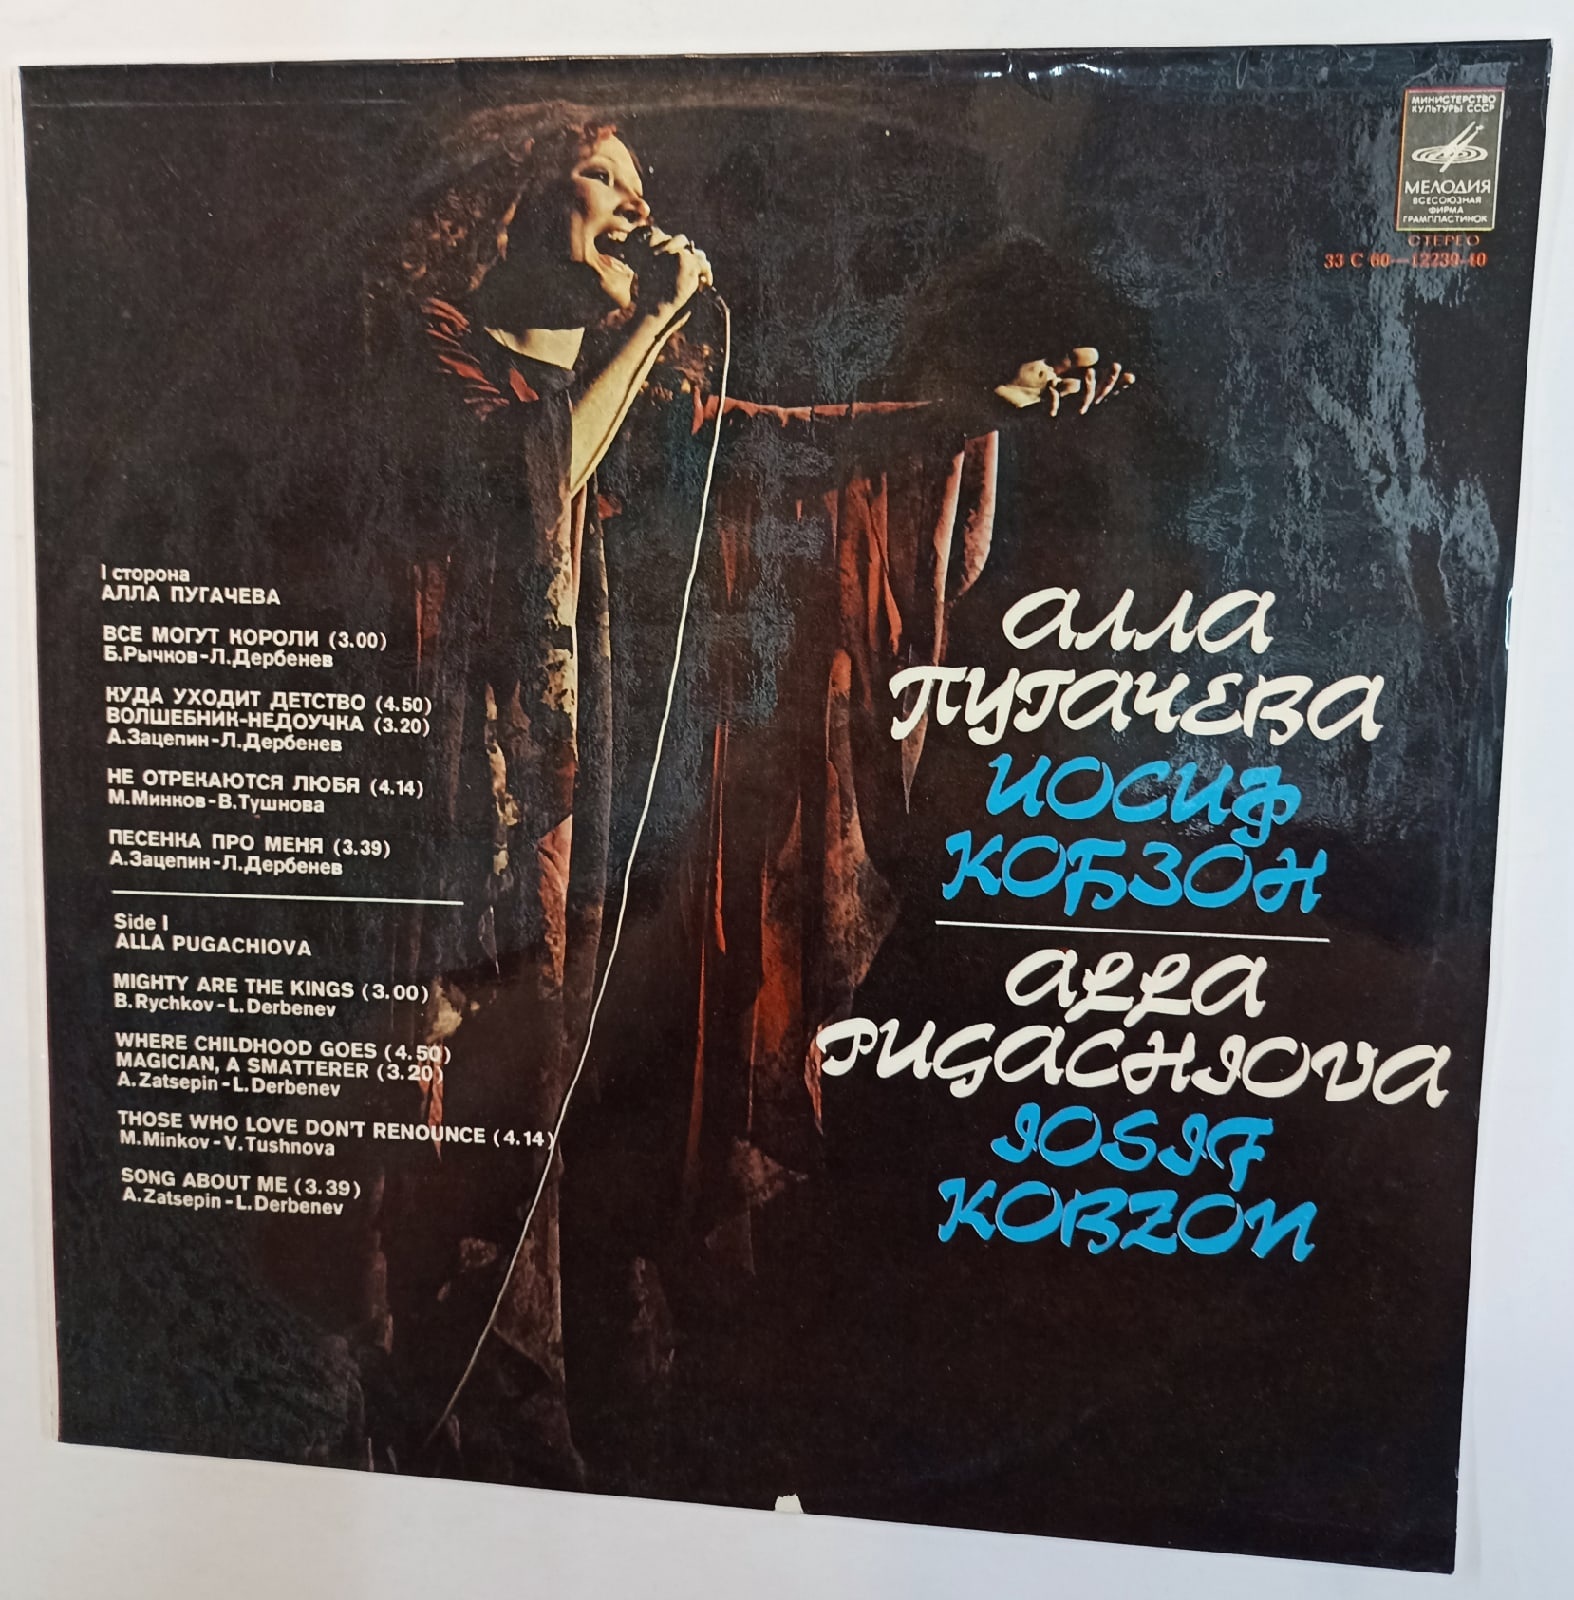 МИНИСТЕРСТВО
КУЛЬТУРЫ СССР
МЕЛОДИЯ
ВСЕСОЮЗНАЯ
ФИРМА
ГРАМПЛАСТИНОК
СТЕРЕО
33 С 60—12239-40
I сторона
АЛЛА ПУГАЧЕВА
ВСЕ МОГУТ КОРОЛИ (3.00)
Б.Рычков-Л.Дербенев
КУДА УХОДИТ ДЕТСТВО (4.50)
ВОЛШЕБНИК-НЕДОУЧКА (3.20)
А.Зацепин-Л.Дербенев
НЕ ОТРЕКАЮТСЯ ЛЮБЯ (4.14)
М.Минков-В.Тушнова
ПЕСЕНКА ПРО МЕНЯ (3.39)
А.Зацепин-Л.Дербенев
Side I
ALLA PUGACHIOVA
MIGHTY ARE THE KINGS (3.00)
B.Rychkov-L.Derbenev
WHERE CHILDHOOD GOES (4.50)
MAGICIAN, A SMATTERER (3.20)
A.Zatsepin-L.Derbenev
THOSE WHO LOVE DON'T RENOUNCE (4.14)
M.Minkov-V.Tushnova
SONG ABOUT ME (3.39)
A.Zatsepin-L.Derbenev
АЛЛА
ПУГАЧЕВА
ИОСИФ
КОБЗОН
ALLA
PUGACHIOVA
IOSIF
KOBZON